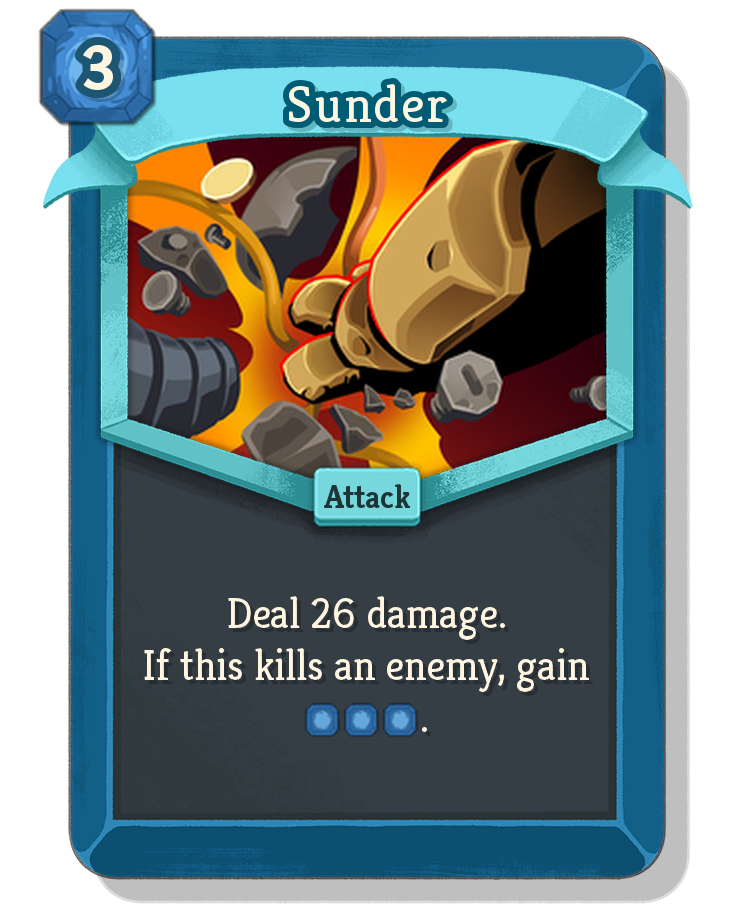 3
Sunder
Attack
Deal 26 damage.
If this kills an enemy, gain
.